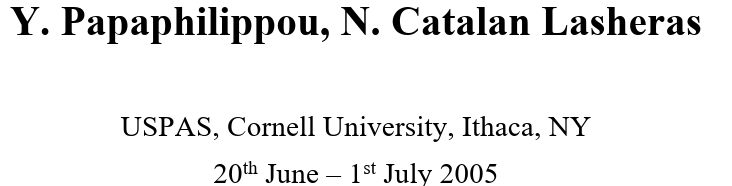 Y. Papaphilippou, N. Catalan Lasheras
USPAS, Cornell University, Ithaca, NY
20th June – 1st July 2005